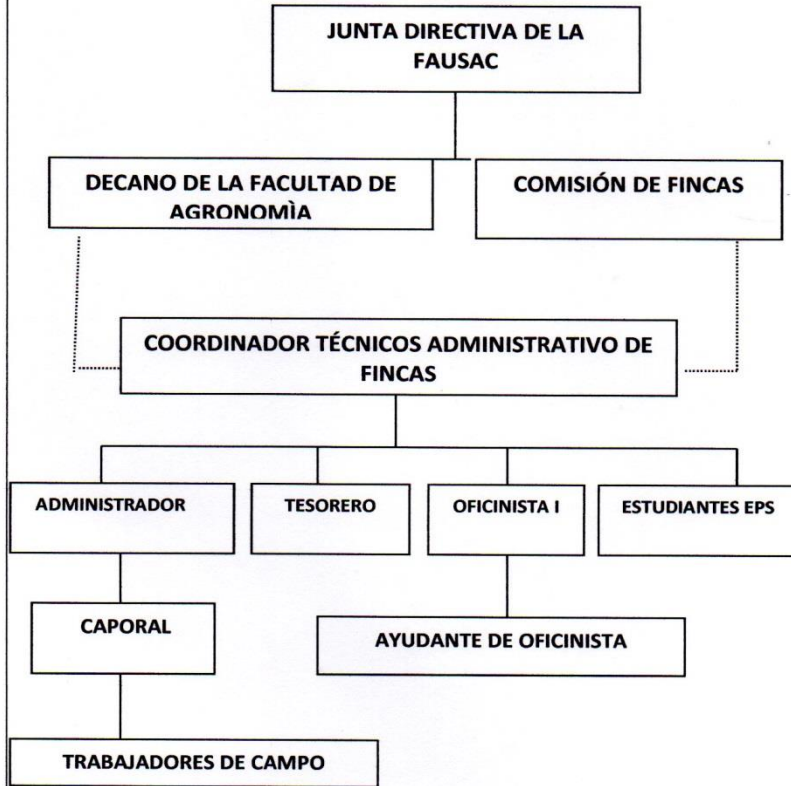 JUNTA DIRECTIVA DE LA
FAUSAC
DECANO DE LA FACULTAD DE
AGRONOMÌA
COMISIÓN DE FINCAS
COORDINADOR TÉCNICOS ADMINISTRATIVO DE
FINCAS
ADMINISTRADOR
TESORERO
OFICINISTA I
ESTUDIANTES EPS
CAPORAL
AYUDANTE DE OFICINISTA
TRABAJADORES DE CAMPO